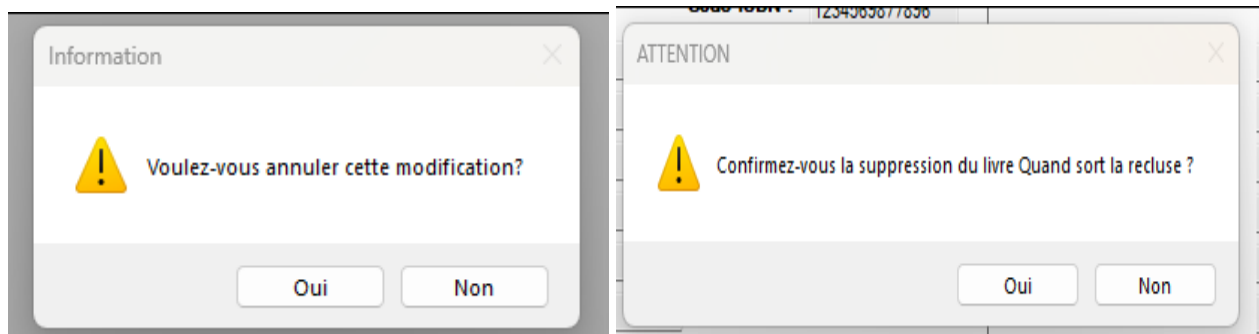 Information
Voulez-vous annuler cette modification?
Oui
Non
1234569877896
ATTENTION
Confirmez-vous la suppression du livre Quand sort la recluse ?
Oui
Non